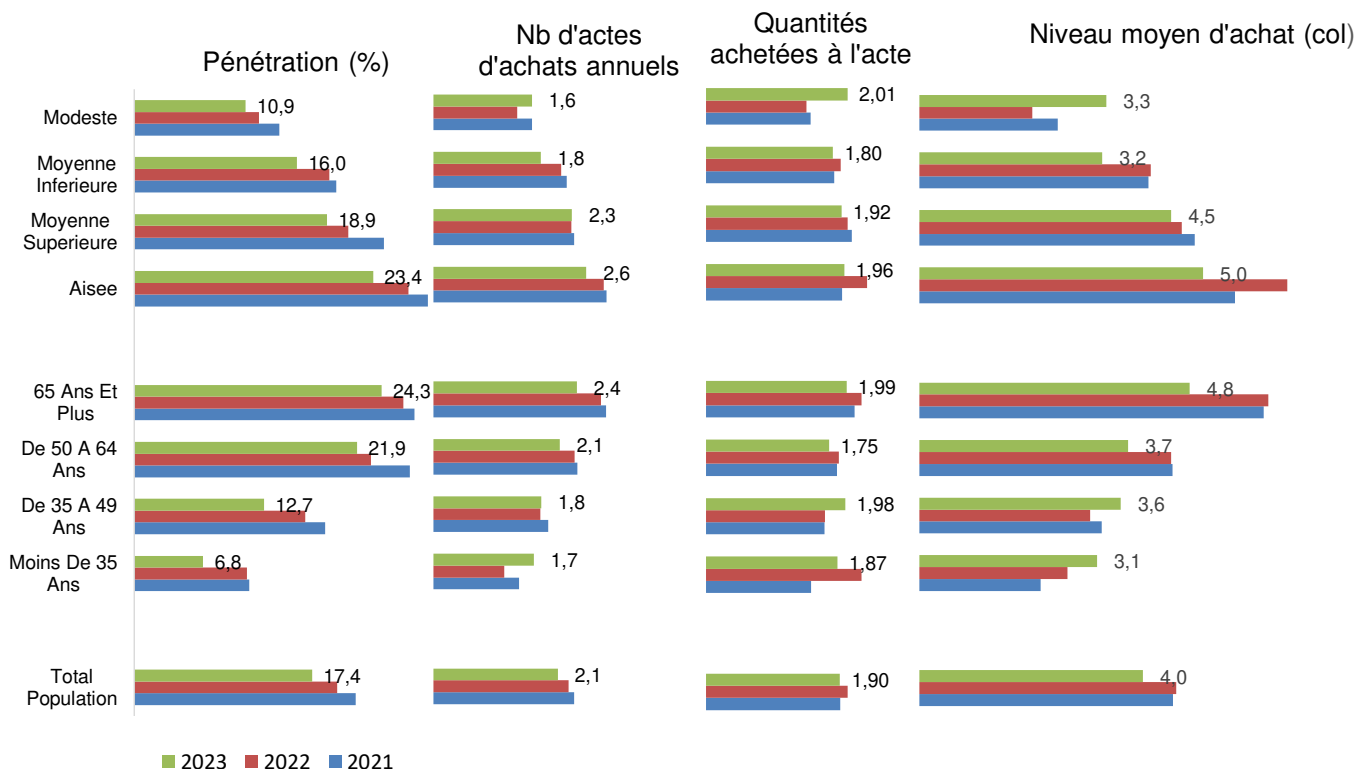 Pénétration (%)
Nb d'actes
d'achats annuels
Quantités
achetées à l'acte
Niveau moyen d'achat (col)
Modeste
10,9
1,6
2,01
3,3
Moyenne
Inferieure
16,0
1,8
1,80
3,2
Moyenne
Superieure
18,9
2,3
1,92
4,5
Aisee
23,4
2,6
1,96
5,0
65 Ans Et
Plus
24,3
2,4
1,99
4,8
De 50 A 64
Ans
21,9
2,1
1,75
3,7
De 35 A 49
Ans
12,7
1,8
1,98
3,6
Moins De 35
Ans
6,8
1,7
1,87
3,1
Total
Population
17,4
2,1
1,90
4,0
2023 2022 2021